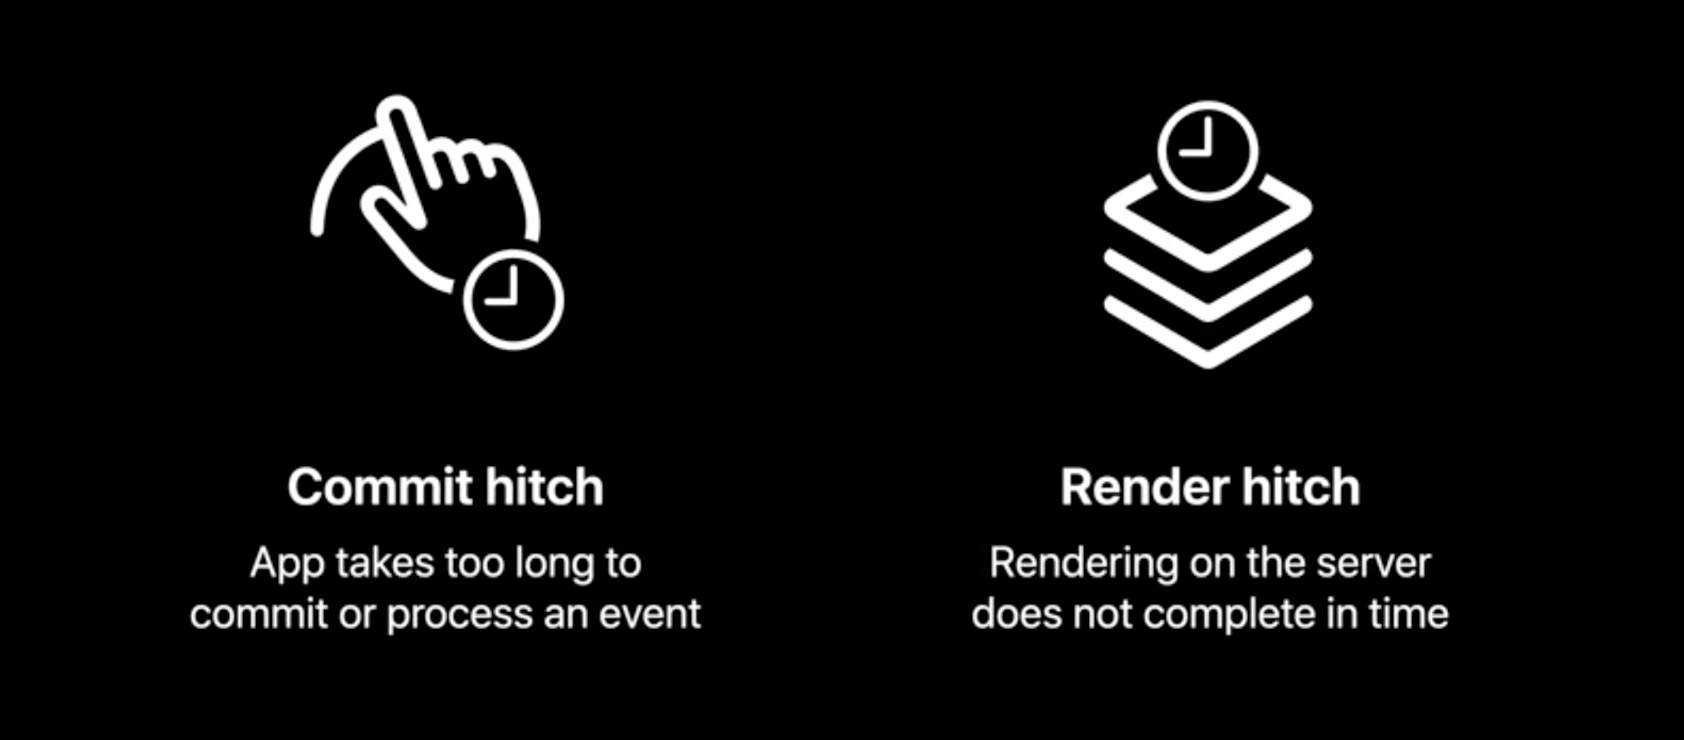 Commit hitch
App takes too long to
commit or process an event
Render hitch
Rendering on the server
does not complete in time